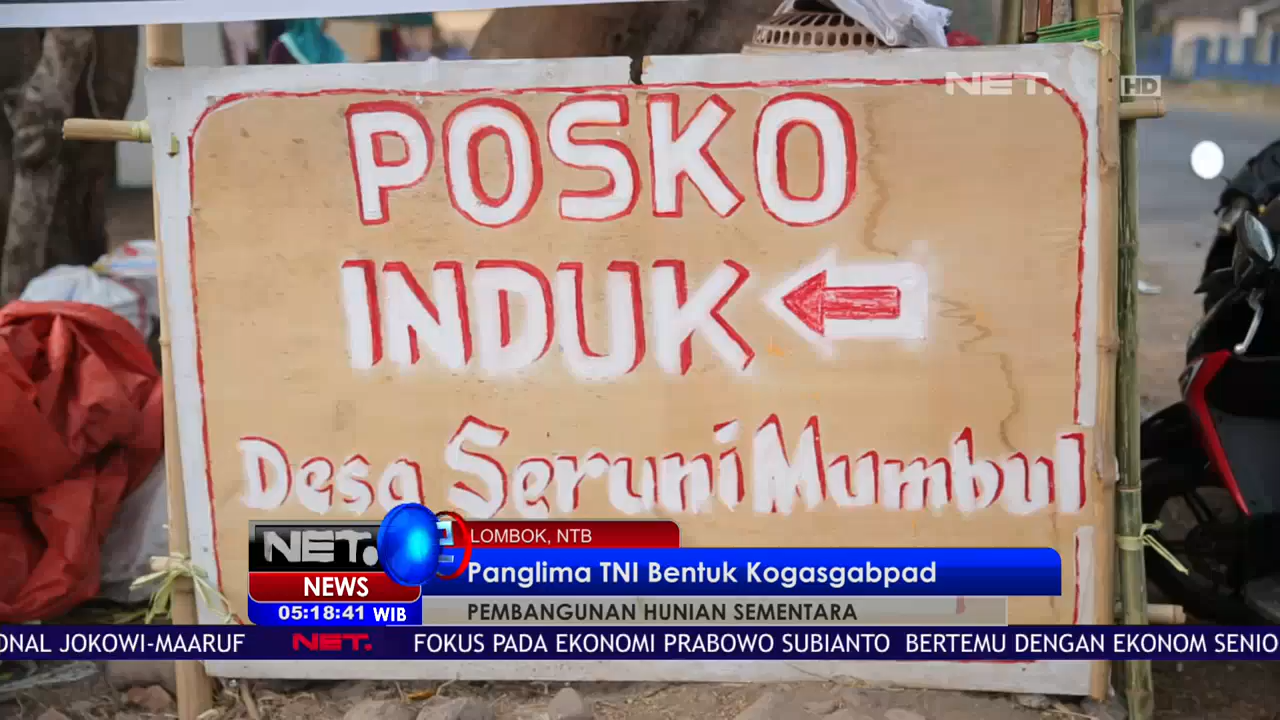 NET. HD
POSKO
INDUK
Desa Seruni Mumbul
NET. LOMBOK, NTB
NEWS Panglima TNI Bentuk Kogasgabpad
05:18:41 WIB PEMBANGUNAN HUNIAN SEMENTARA
ONAL JOKOWI-MAARUF NET. FOKUS PADA EKONOMI PRABOWO SUBIANTO BERTEMU DENGAN EKONOM SENIO